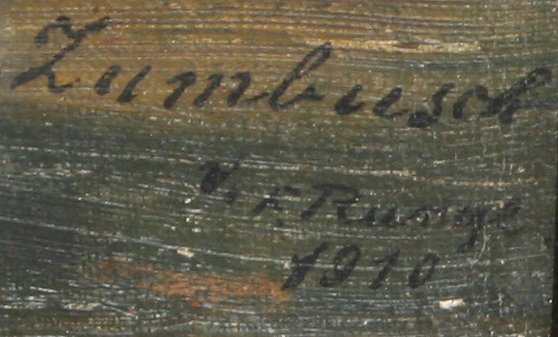 Zumbusch
V. F. Runge
1910